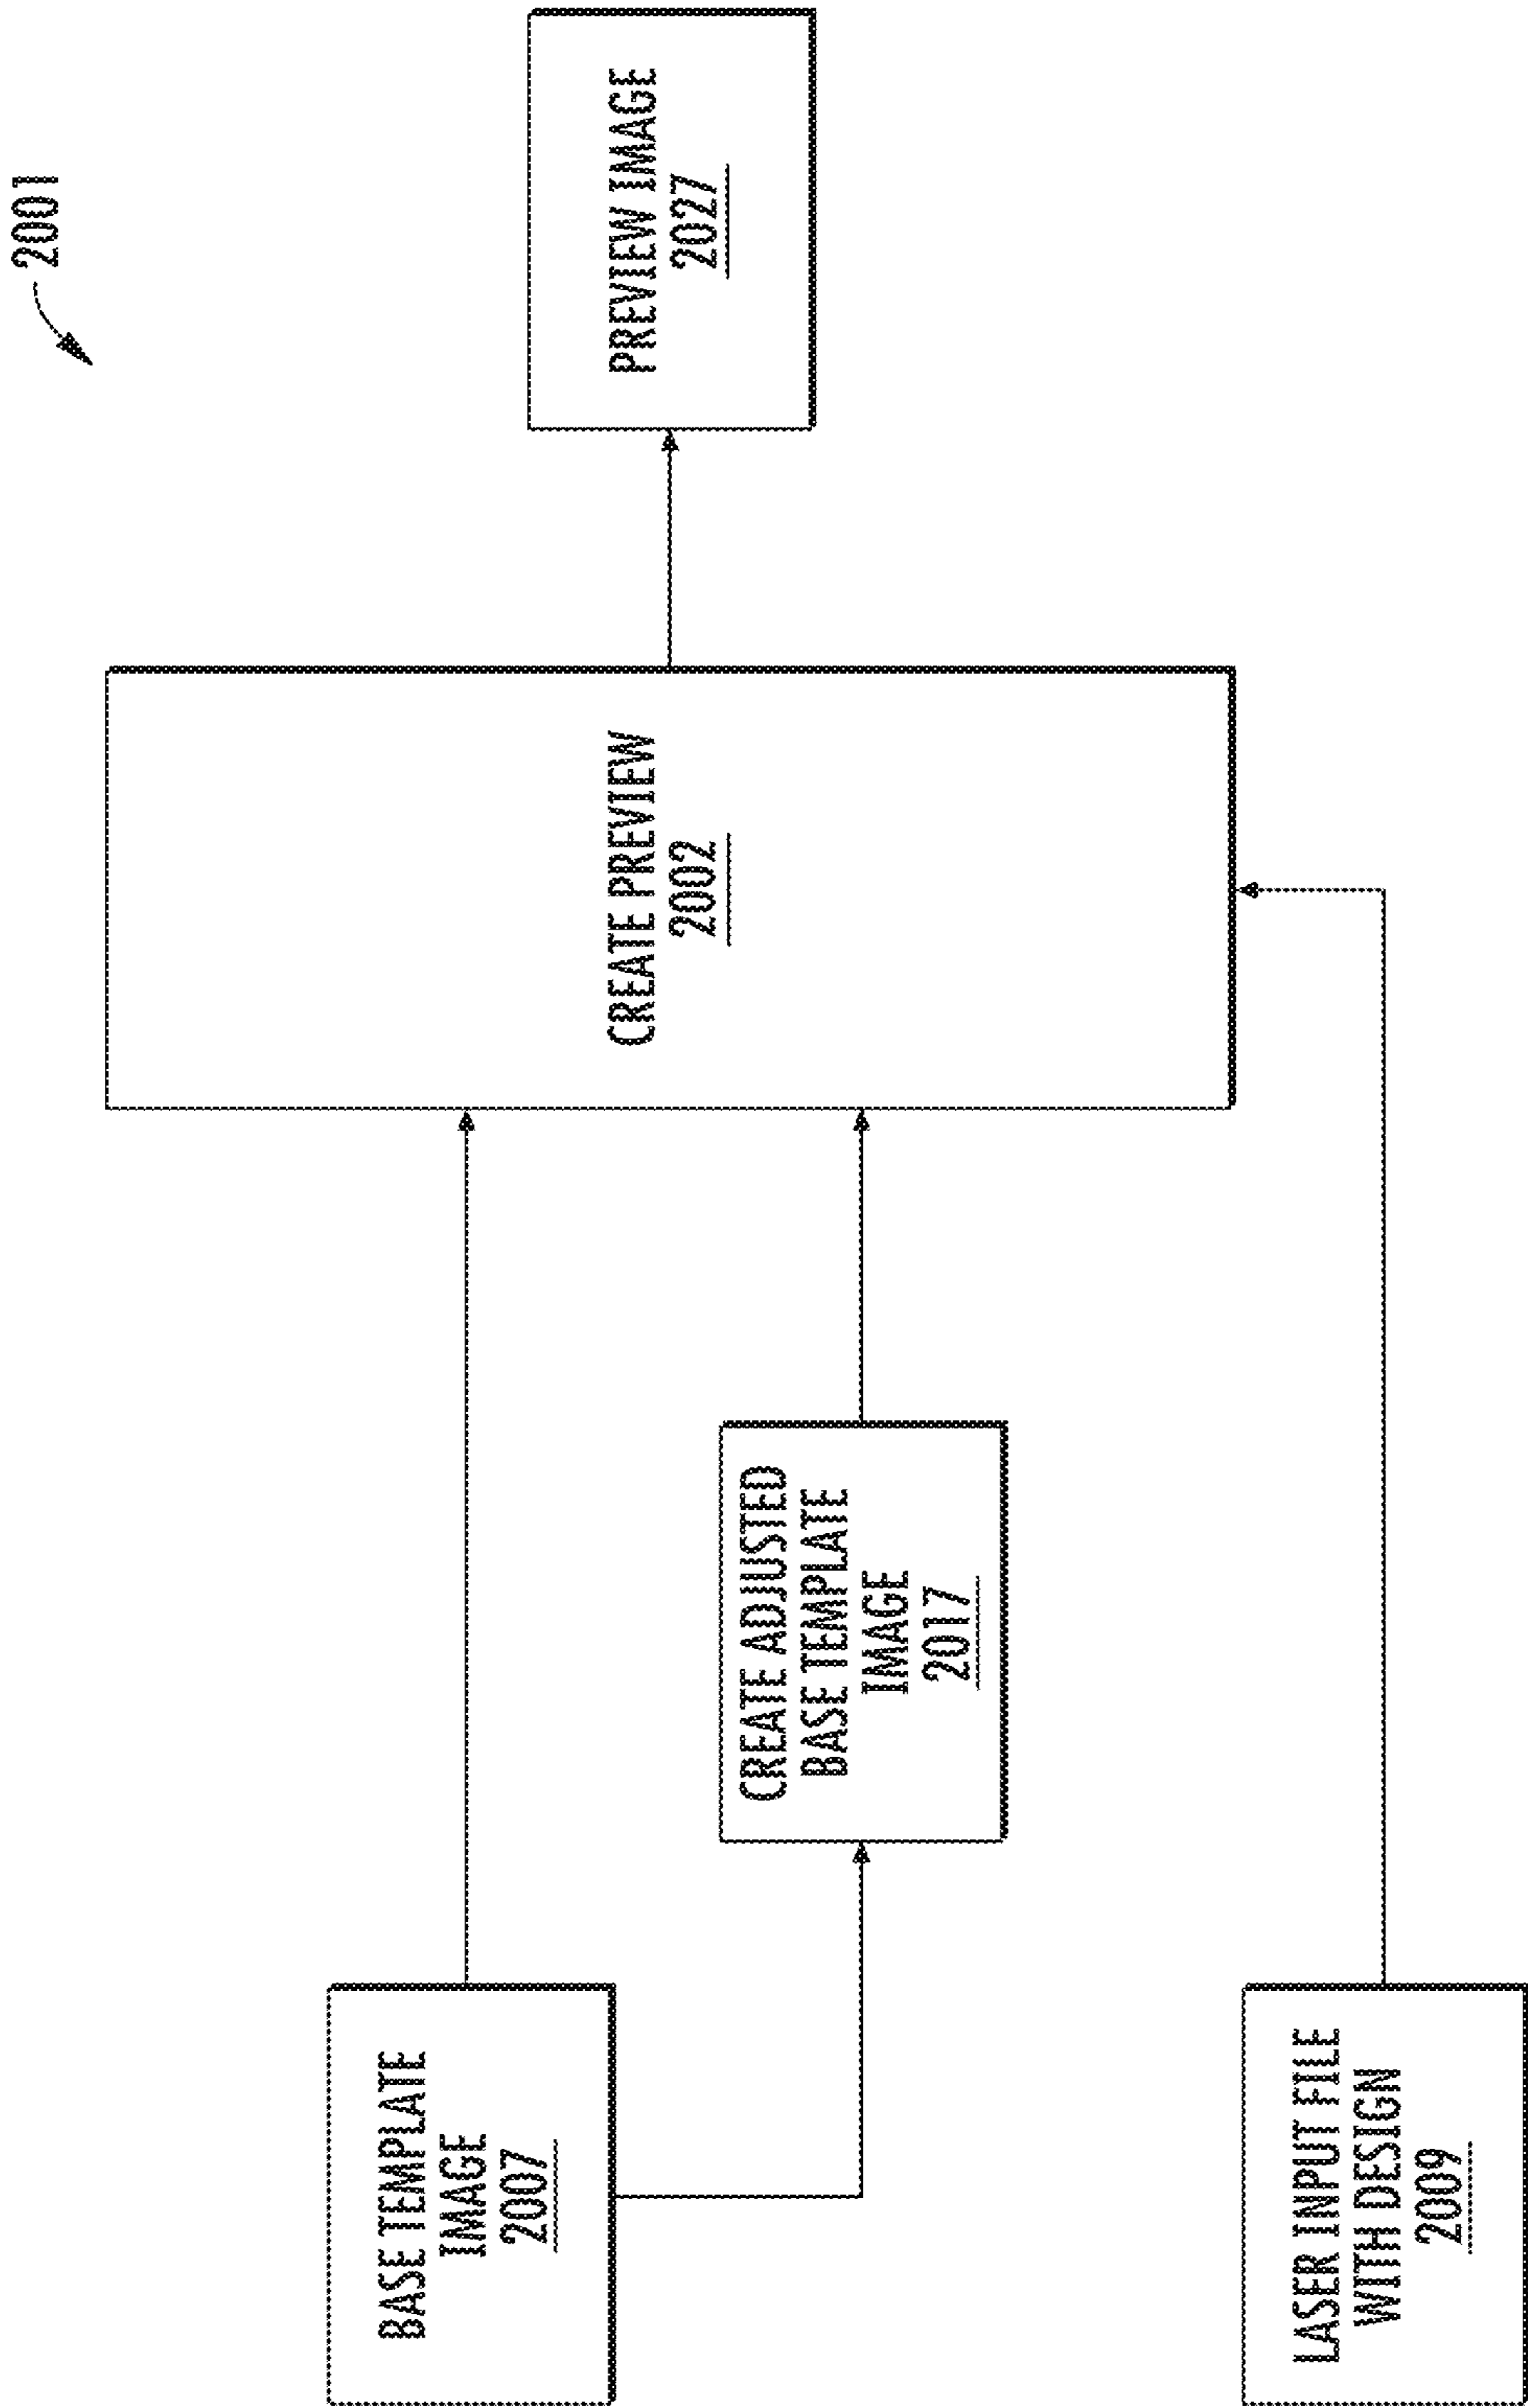 2001
BASE TEMPLATE
IMAGE
2007
CREATE ADJUSTED
BASE TEMPLATE
IMAGE
2017
LASER INPUT FILE
WITH DESIGN
2009
CREATE PREVIEW
2002
PREVIEW IMAGE
2027